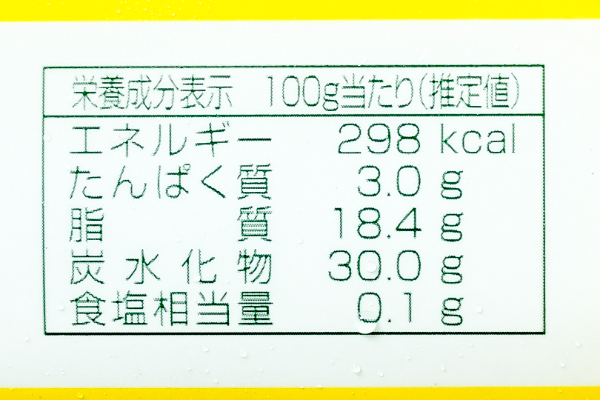 栄養成分表示 100g当たり(推定値)
エネルギー 298 kcal
たんぱく質 3.0 g
脂質 18.4 g
炭水化物 30.0 g
食塩相当量 0.1 g